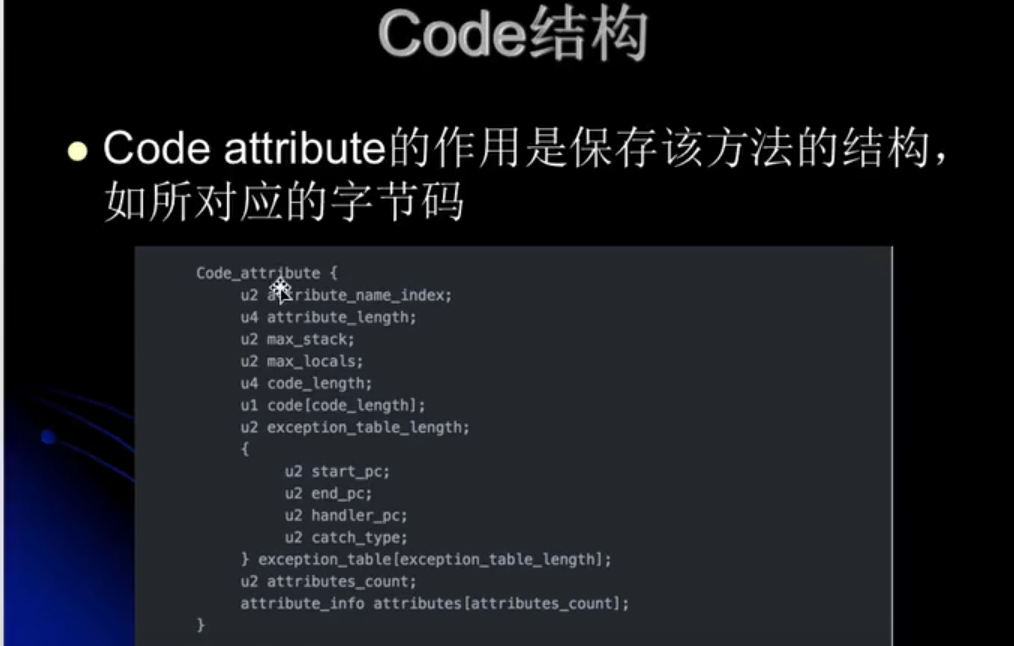 Code结构
Code attribute的作用是保存该方法的结构，
如所对应的字节码
Code_attribute {
u2 attribute_name_index;
u4 attribute_length;
u2 max_stack;
u2 max_locals;
u4 code_length;
u1 code[code_length];
u2 exception_table_length;
{
u2 start_pc;
u2 end_pc;
u2 handler_pc;
u2 catch_type;
} exception_table[exception_table_length];
u2 attributes_count;
attribute_info attributes[attributes_count];
}